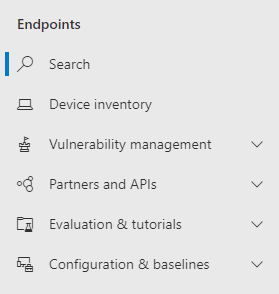 Endpoints
Search
Device inventory
Vulnerability management
Partners and APIs
Evaluation & tutorials
Configuration & baselines